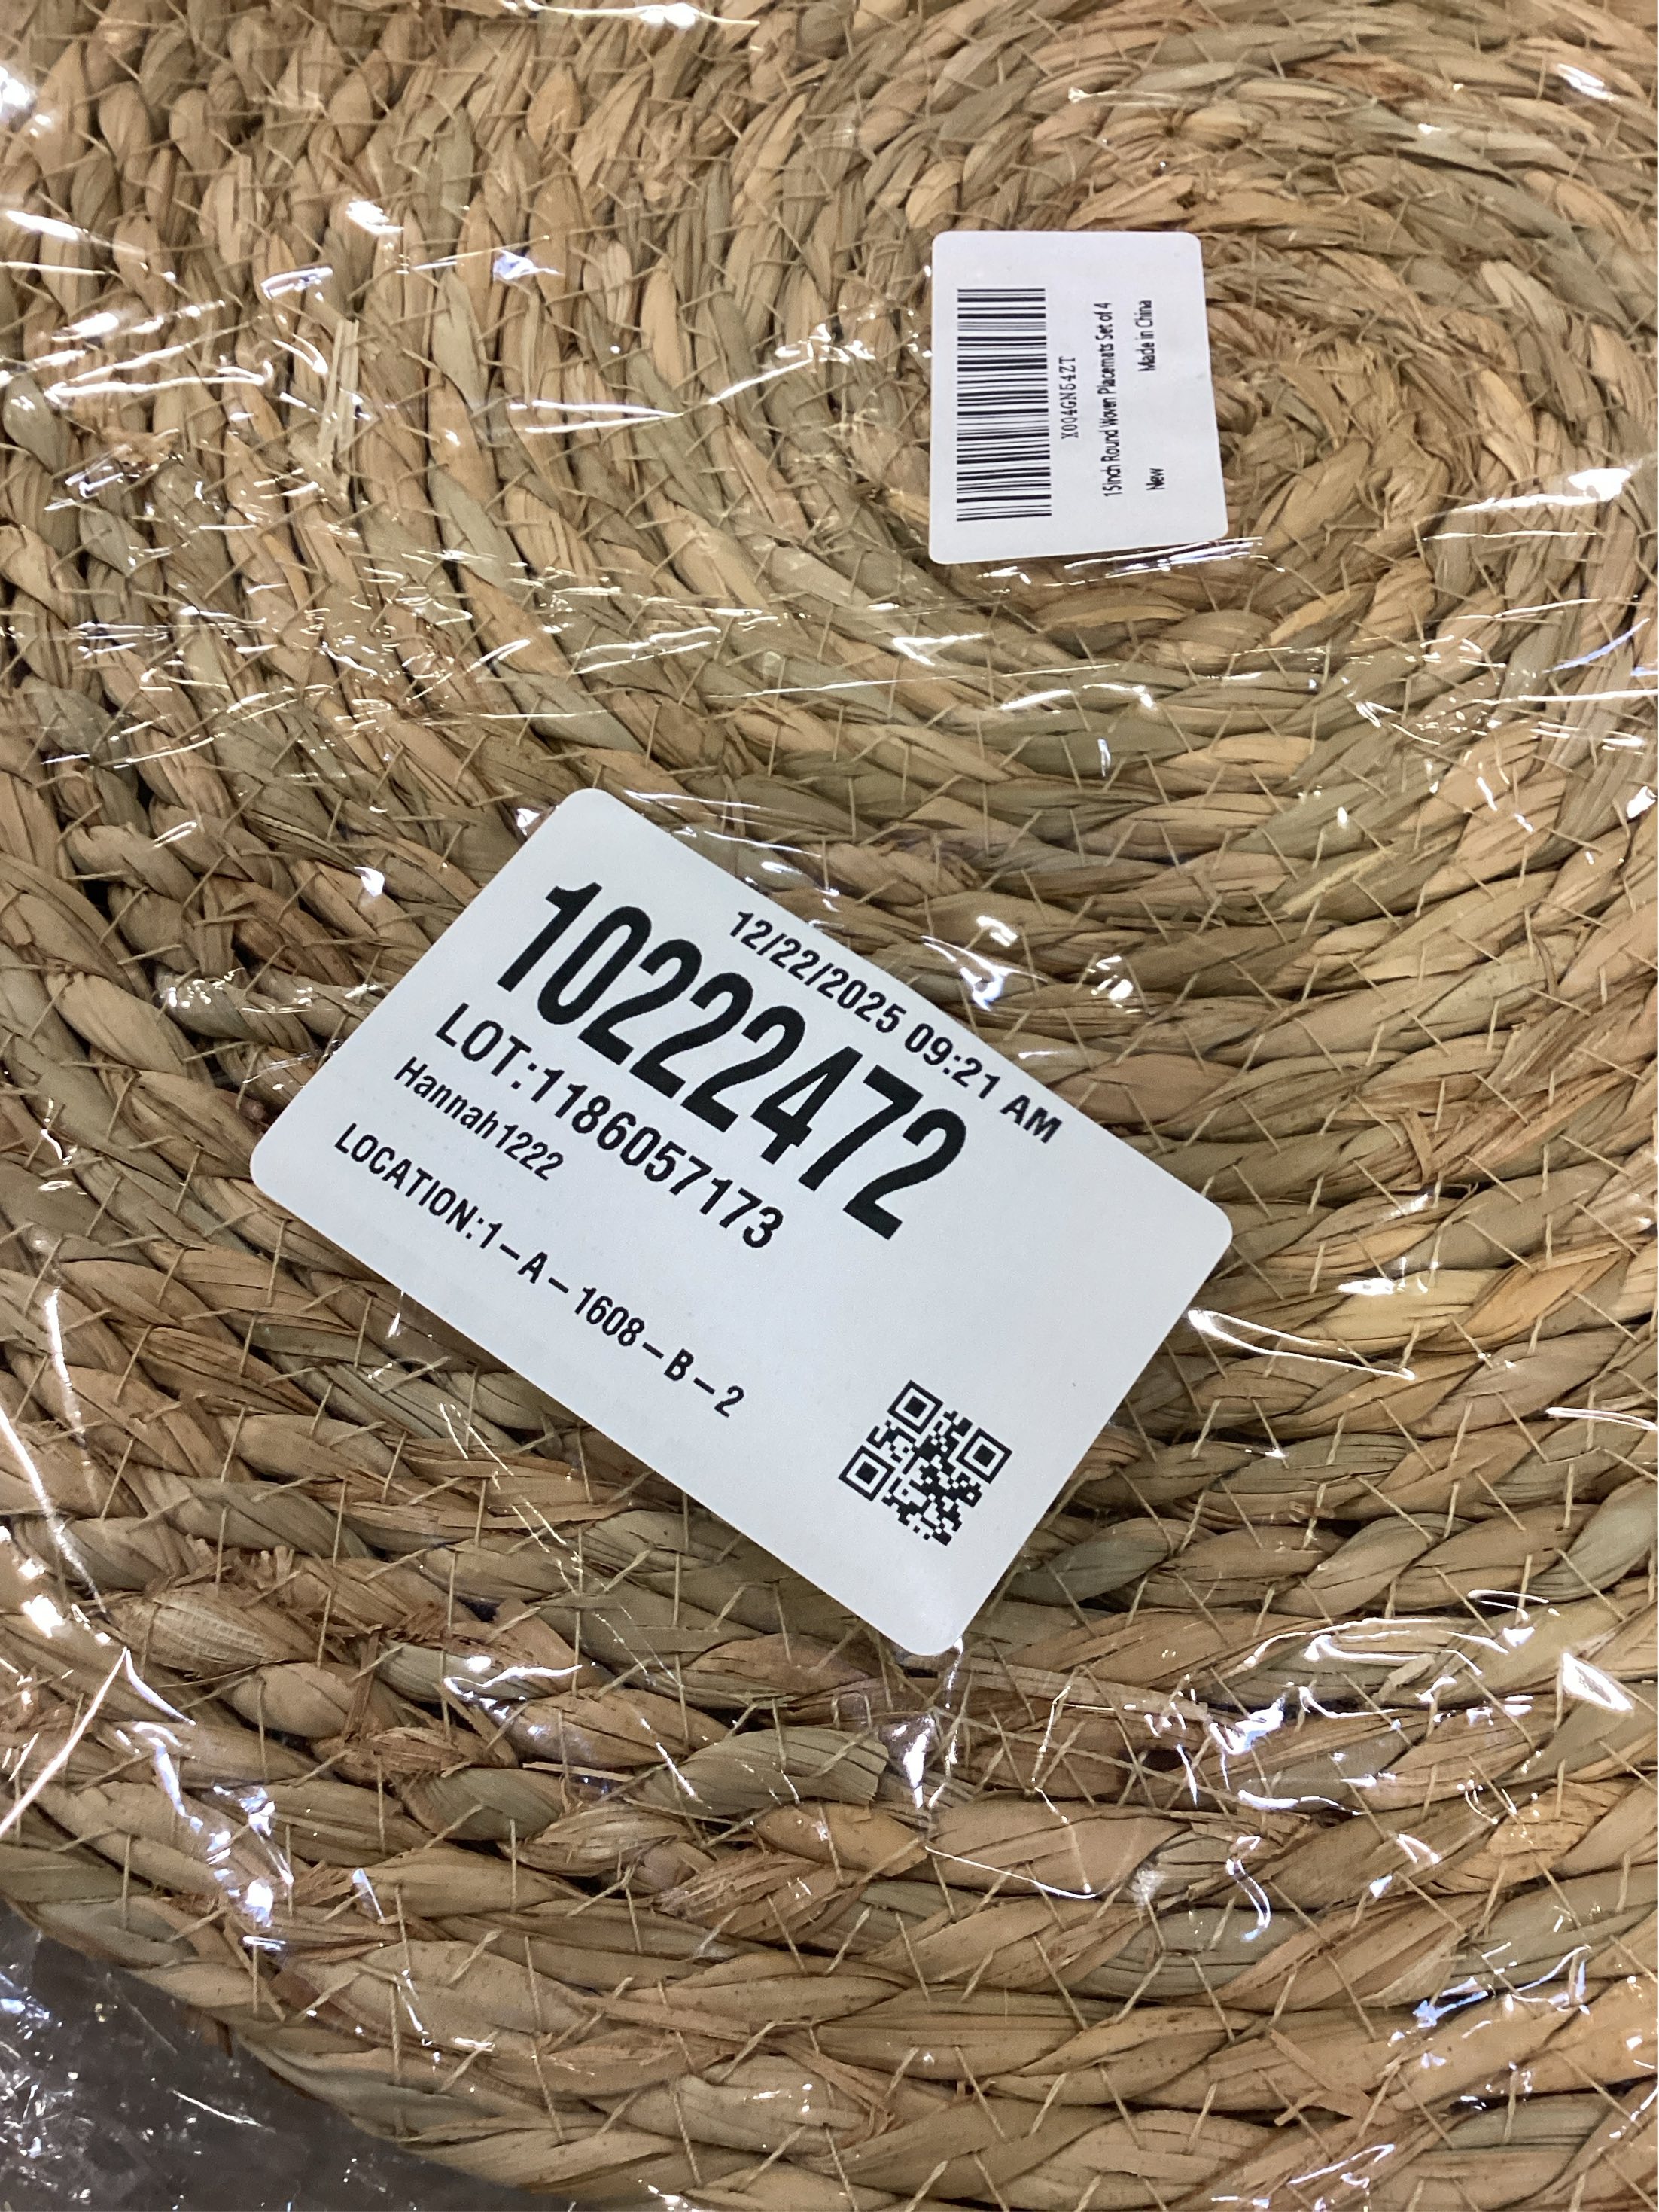 X004GN54ZT
15Inch Round Woven Placemats Set of 4
New
Made in China
12/22/2025 09:21 AM
10222472
LOT:1186057173
Hannah1222
LOCATION:1-A-1608-B-2